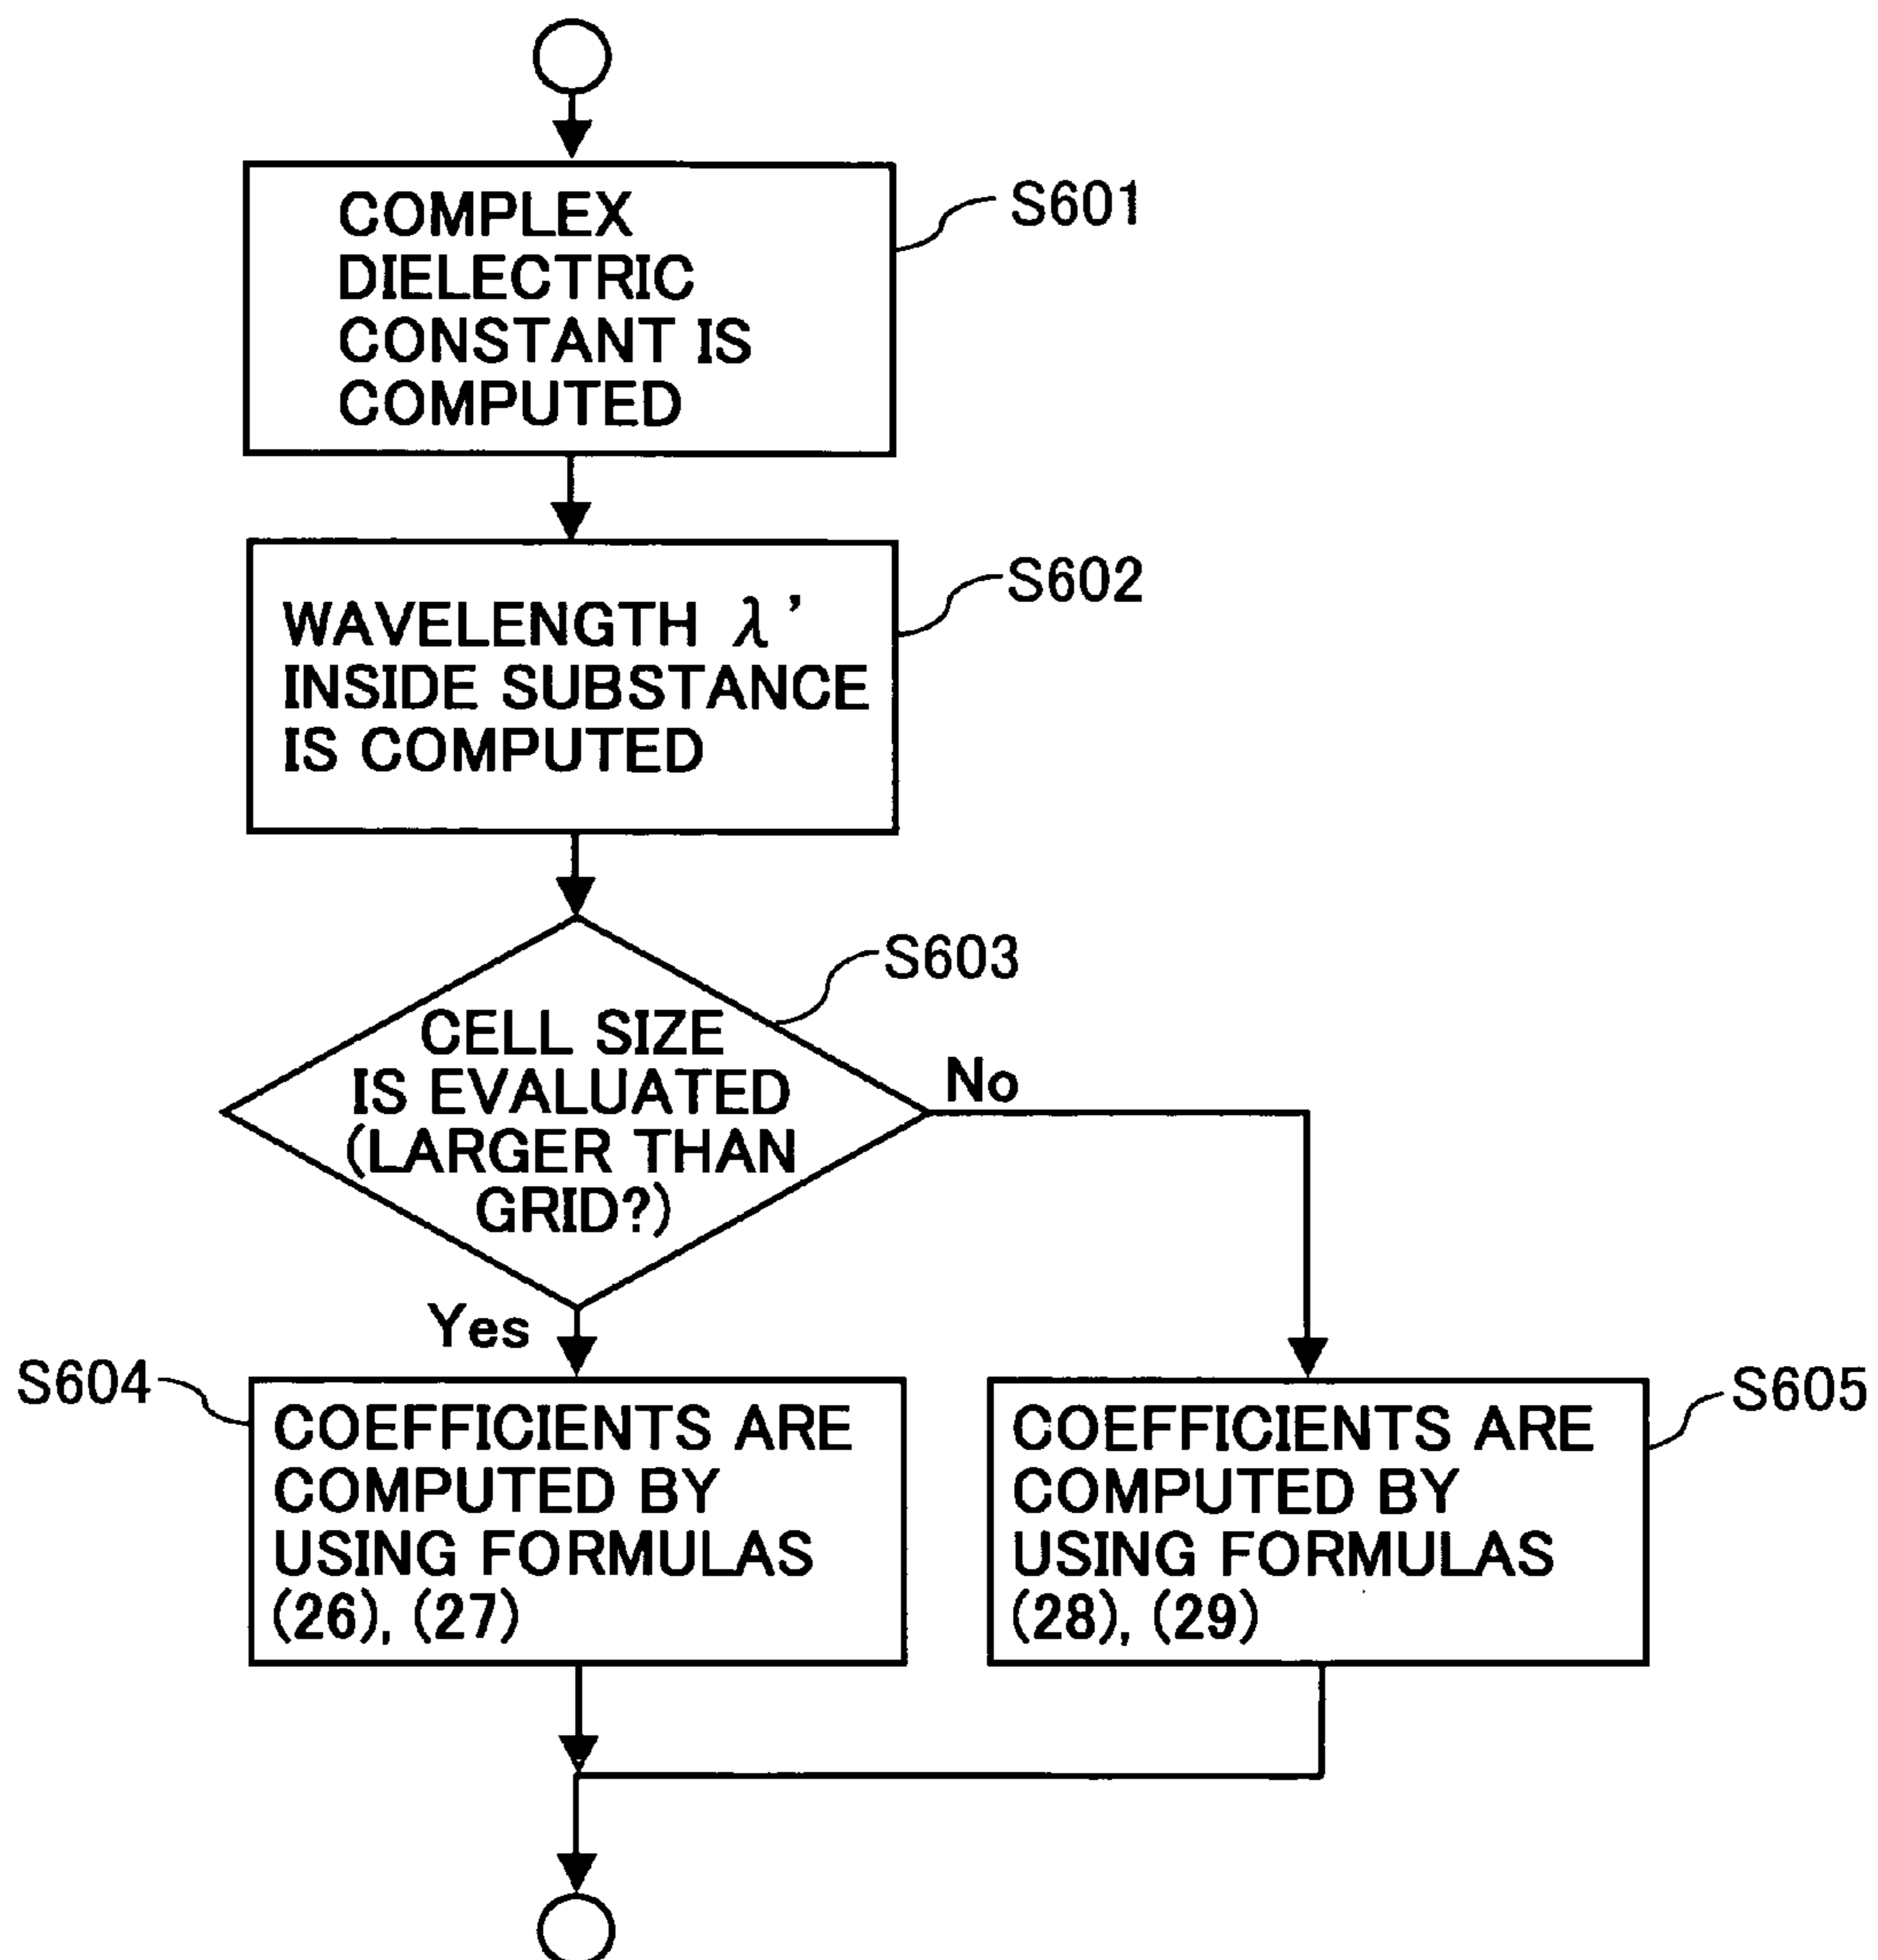 COMPLEX
DIELECTRIC
CONSTANT IS
COMPUTED
S601
WAVELENGTH λ’
INSIDE SUBSTANCE
IS COMPUTED
S602
CELL SIZE
IS EVALUATED
(LARGER THAN
GRID?)
S603
No
Yes
S604
COEFFICIENTS ARE
COMPUTED BY
USING FORMULAS
(26), (27)
COEFFICIENTS ARE
COMPUTED BY
USING FORMULAS
(28), (29)
S605